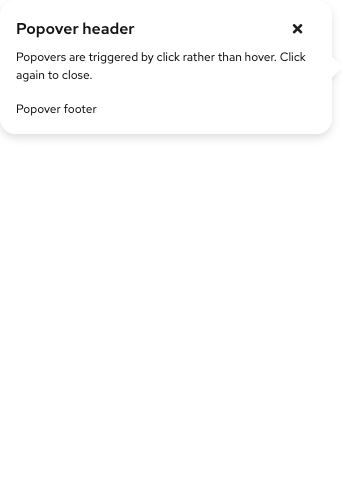 Popover header
Popovers are triggered by click rather than hover. Click
again to close.
Popover footer